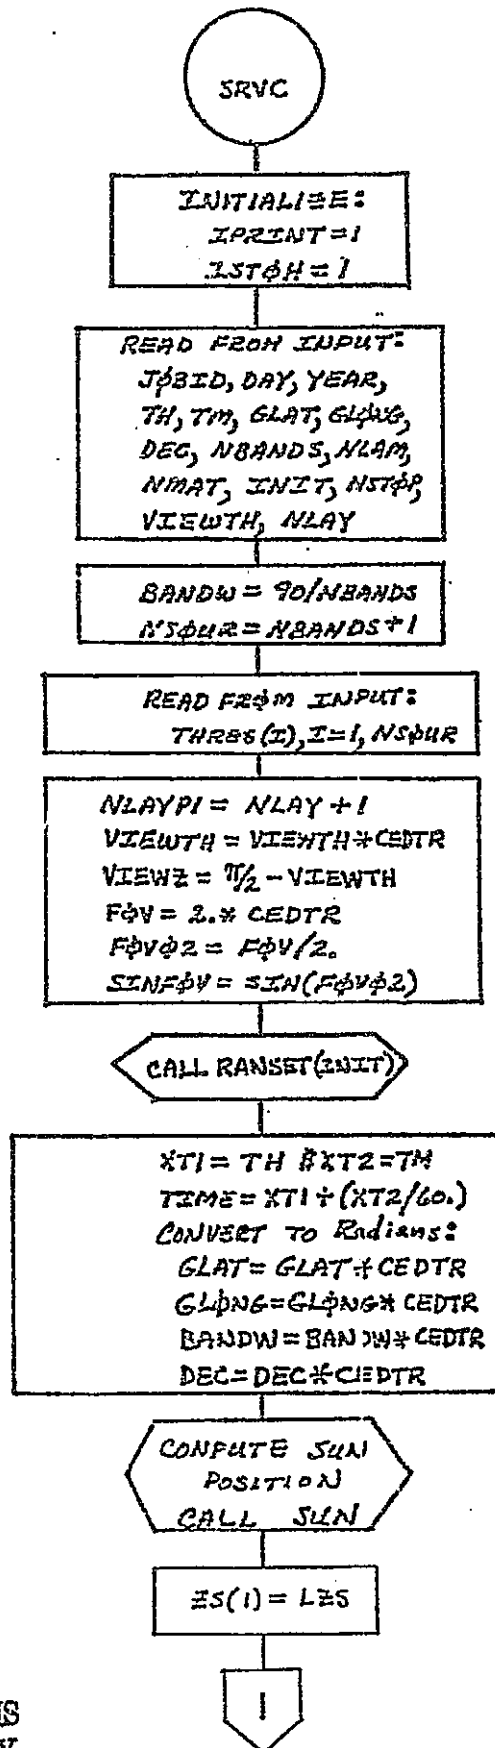 SRVC
INITIALIZE:
IPRINT=1
ISTØH=1
READ FROM INPUT:
JØBID, DAY, YEAR,
TH, TM, GLAT, GLØNG,
DEC, NBANDS, NLAM,
NMAT, INIT, NSTØP,
VIEWTH, NLAY
BANDW = 90/NBANDS
NSØUR = NBANDS+1
READ FRØM INPUT:
(I), I=1, NSØUR
NLAYP1 = NLAY +1
VIEWTH = VIEWTH*CEDTR
VIEWZ = π/2 - VIEWTH
FØV = 2.* CEDTR
FØVØ2 = FØV/2.
SINFØV = SIN(FØVØ2)
CALL RANSET(INIT)
XT1 = TH $XT2=TM
TIME = XT1 + (XT2/60.)
CONVERT TO Radians:
GLAT = GLAT*CEDTR
GLØNG=GLØNG* CEDTR
BANDW=BANDW* CEDTR
DEC=DEC*CEDTR
COMPUTE SUN
POSITION
CALL SUN
ZS(1) = LZS
1